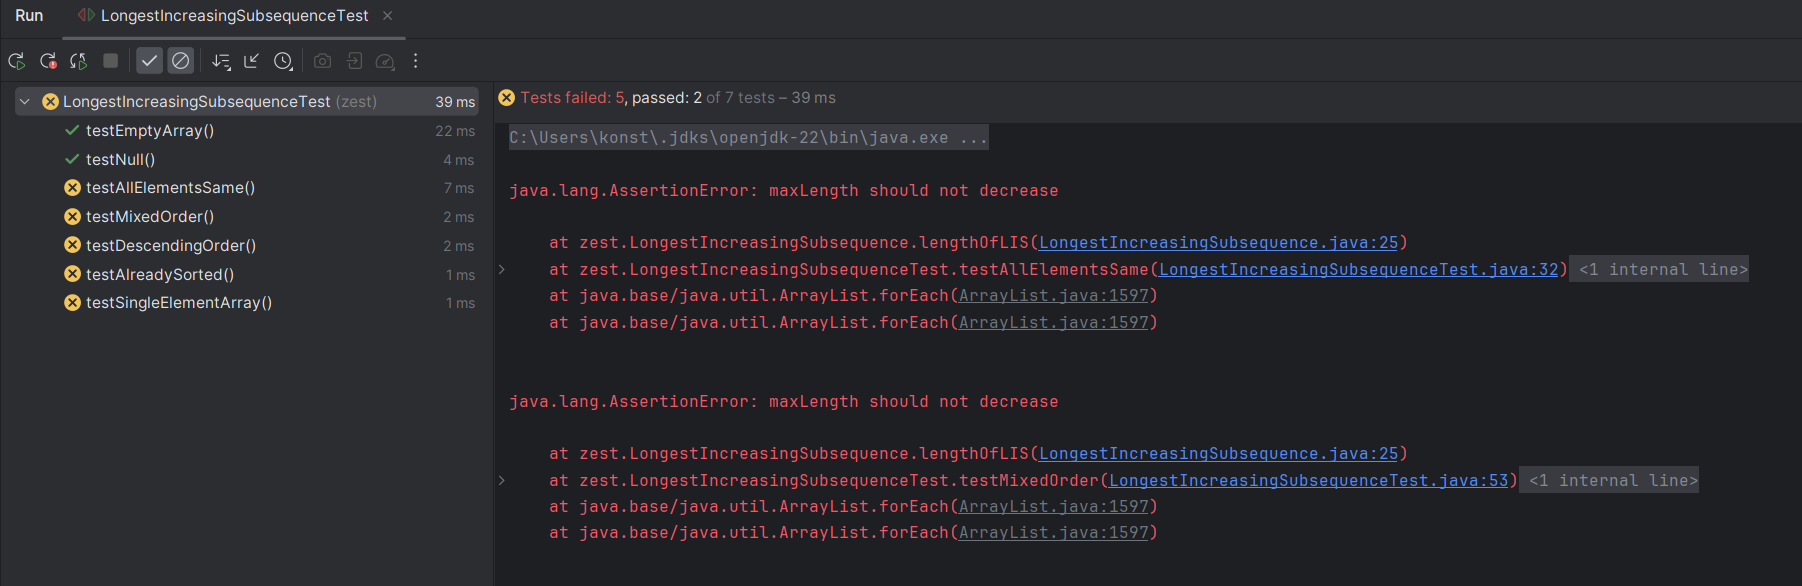 Run LongestIncreasingSubsequenceTest
LongestIncreasingSubsequenceTest (zest) 39 ms
testEmptyArray() 22 ms
testNull() 4 ms
testAllElementsSame() 7 ms
testMixedOrder() 2 ms
testDescendingOrder() 2 ms
testAlreadySorted() 1 ms
testSingleElementArray() 1 ms
Tests failed: 5, passed: 2 of 7 tests – 39 ms
C:\Users\konst\.jdks\openjdk-22\bin\java.exe ...
java.lang.AssertionError: maxLength should not decrease
at zest.LongestIncreasingSubsequence.lengthOfLIS(LongestIncreasingSubsequence.java:25)
at zest.LongestIncreasingSubsequenceTest.testAllElementsSame(LongestIncreasingSubsequenceTest.java:32) <1 internal line>
at java.base/java.util.ArrayList.forEach(ArrayList.java:1597)
at java.base/java.util.ArrayList.forEach(ArrayList.java:1597)
java.lang.AssertionError: maxLength should not decrease
at zest.LongestIncreasingSubsequence.lengthOfLIS(LongestIncreasingSubsequence.java:25)
at zest.LongestIncreasingSubsequenceTest.testMixedOrder(LongestIncreasingSubsequenceTest.java:53) <1 internal line>
at java.base/java.util.ArrayList.forEach(ArrayList.java:1597)
at java.base/java.util.ArrayList.forEach(ArrayList.java:1597)